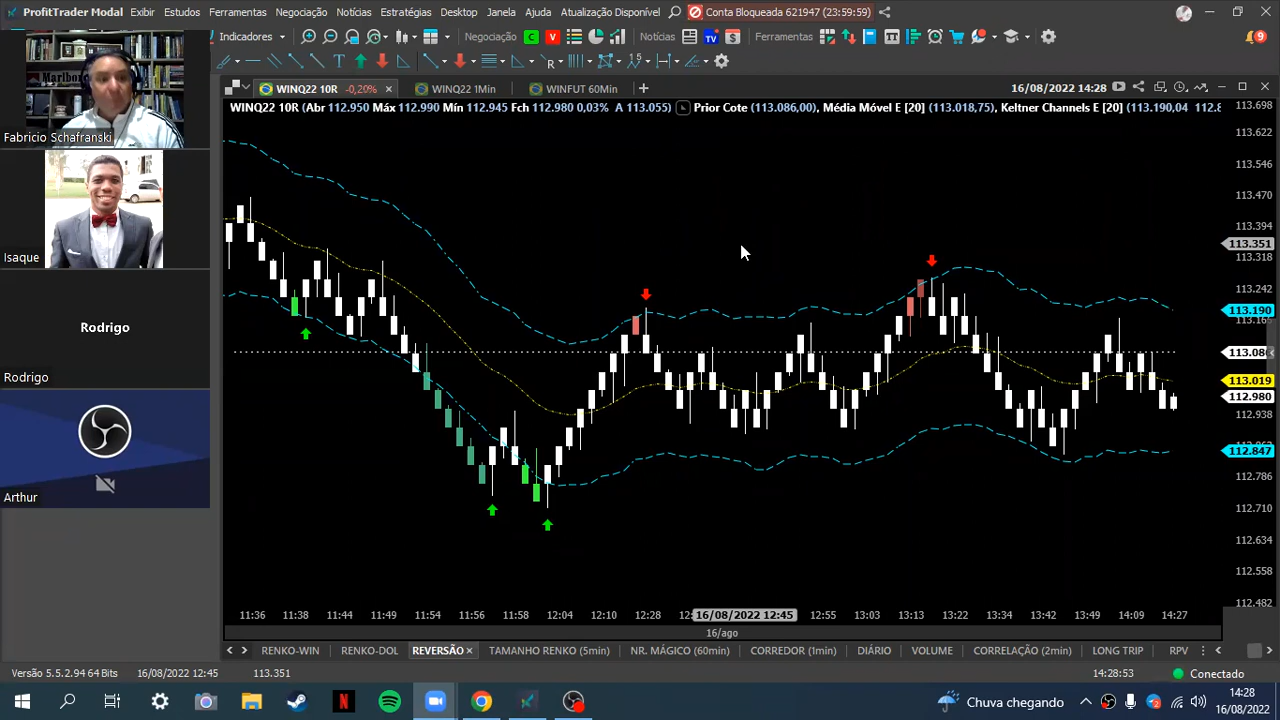 ProfitTrader Modal Exibir Estudos Ferramentas Negociação Notícias Estratégias Desktop Janela Ajuda Atualização Disponível Conta Bloqueada 621947 (23:59:59)
Indicadores Negociação C V Notícias TV $ Ferramentas 9
T R
WINQ22 10R -0,29% × WINQ22 1Min WINFUT 60Min + 16/08/2022 14:28
WINQ22 10R (Abr 112.950 Máx 112.990 Mín 112.945 Fch 112.980 0,03% A 113.055) Prior Cote (113.086,00), Média Móvel E [20] (113.018,75) Keltner Channels E [20] (113.190,04
Marlboro
Fabricio Schafranski
Isaque
Rodrigo
Rodrigo
Arthur
113.698
113.622
113.546
113.470
113.394
113.351
113.318
113.242
113.190
113.086
113.019
112.980
112.938
112.847
112.786
112.710
112.634
112.558
112.482
11:36 11:38 11:44 11:49 11:54 11:58 12:04 12:10 12:28 16/08/2022 12:45 12:55 13:03 13:13 13:22 13:34 13:42 13:49 14:09 14:27
16/ago
RENKO-WIN RENKO-DOL REVERSÃO × TAMANHO RENKO (5min) NR. MÁGICO (60min) CORREDOR (1min) DIÁRIO VOLUME CORRELAÇÃO (2min) LONG TRIP RPV
Versão 5.5.2.94 64 Bits 16/08/2022 12:45 113.351 14:28:53 Conectado
N Chuva chegando 14:28
16/08/2022